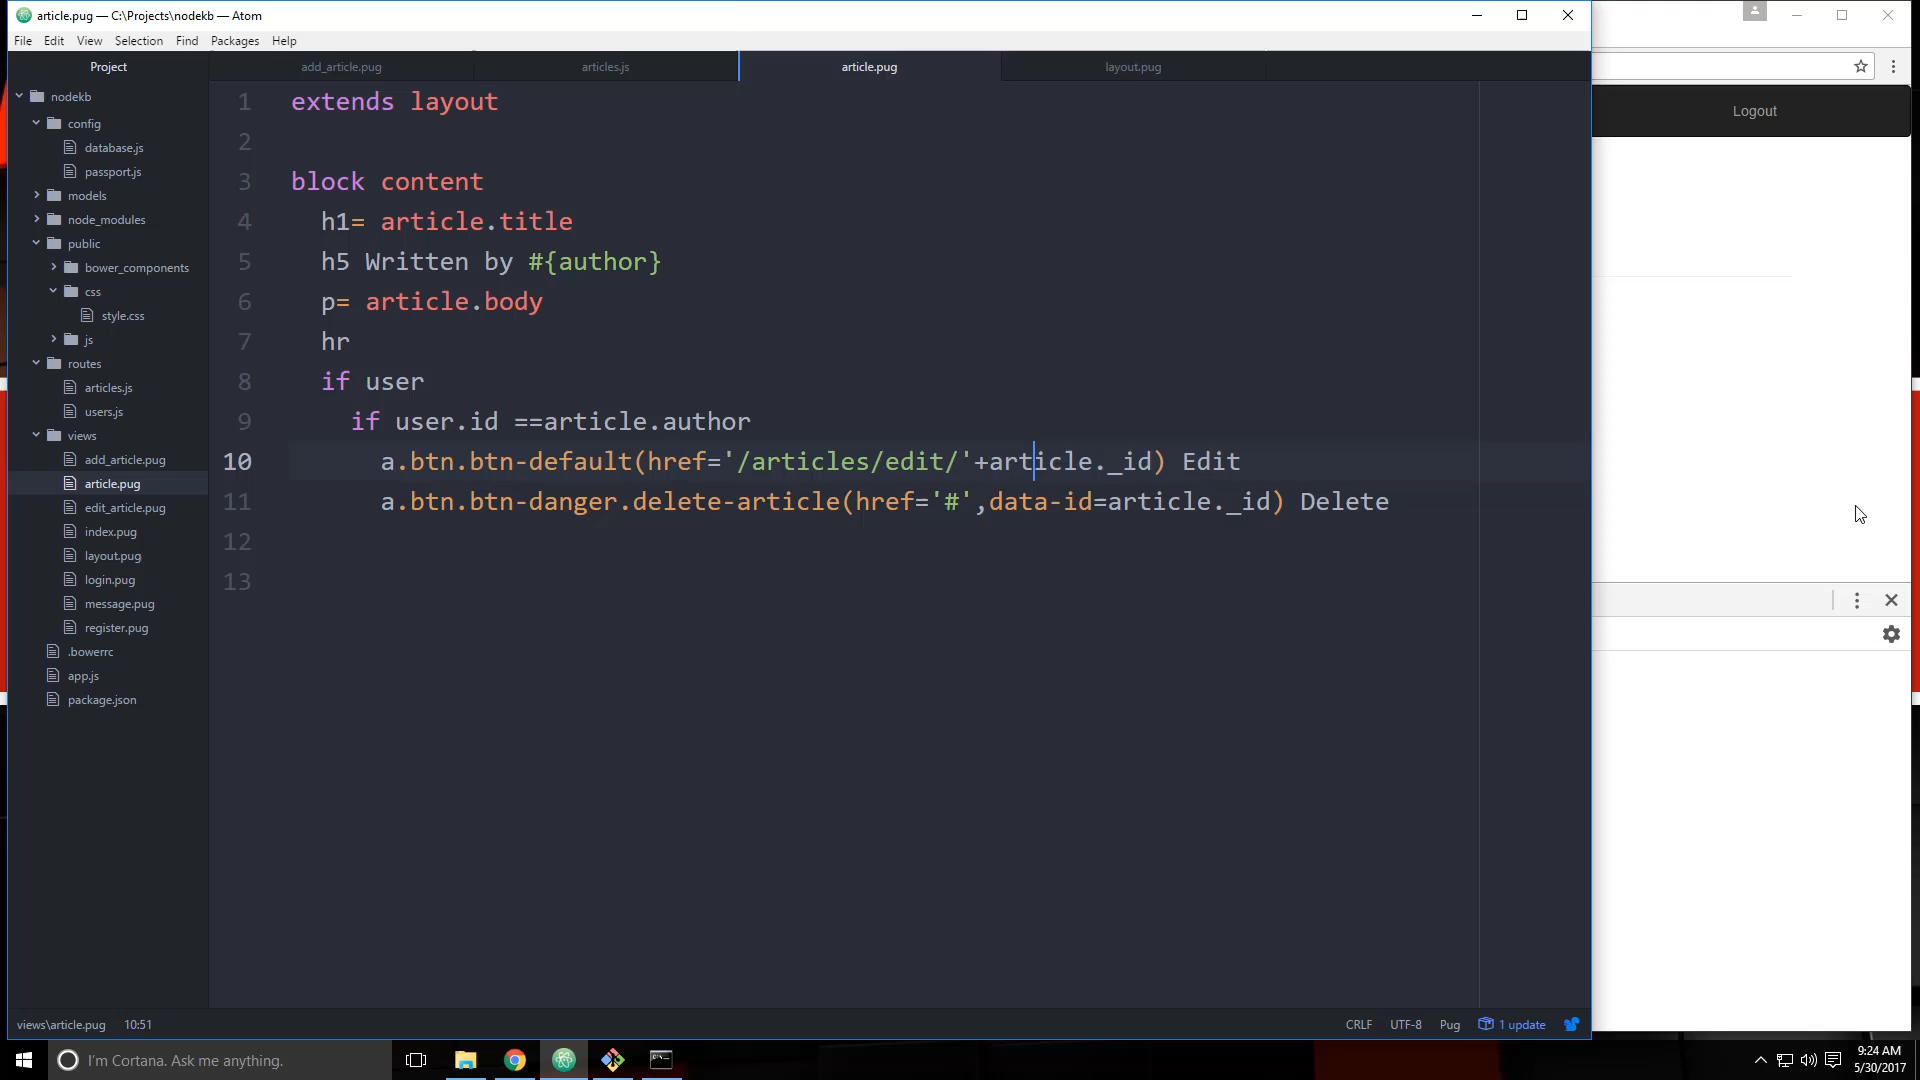 article.pug — C:\Projects\nodekb — Atom
File Edit View Selection Find Packages Help
Project
add_article.pug
articles.js
article.pug
layout.pug
nodekb
config
database.js
passport.js
models
node_modules
public
bower_components
css
style.css
js
routes
articles.js
users.js
views
add_article.pug
article.pug
edit_article.pug
index.pug
layout.pug
login.pug
message.pug
register.pug
.bowerrc
app.js
package.json
1 extends layout
2
3 block content
4 h1= article.title
5 h5 Written by #{author}
6 p= article.body
7 hr
8 if user
9 if user.id ==article.author
10 a.btn.btn-default(href='/articles/edit/'+article._id) Edit
11 a.btn.btn-danger.delete-article(href='#',data-id=article._id) Delete
12
13
Logout
views\article.pug 10:51
CRLF UTF-8 Pug 1 update
I'm Cortana. Ask me anything.
9:24 AM
5/30/2017